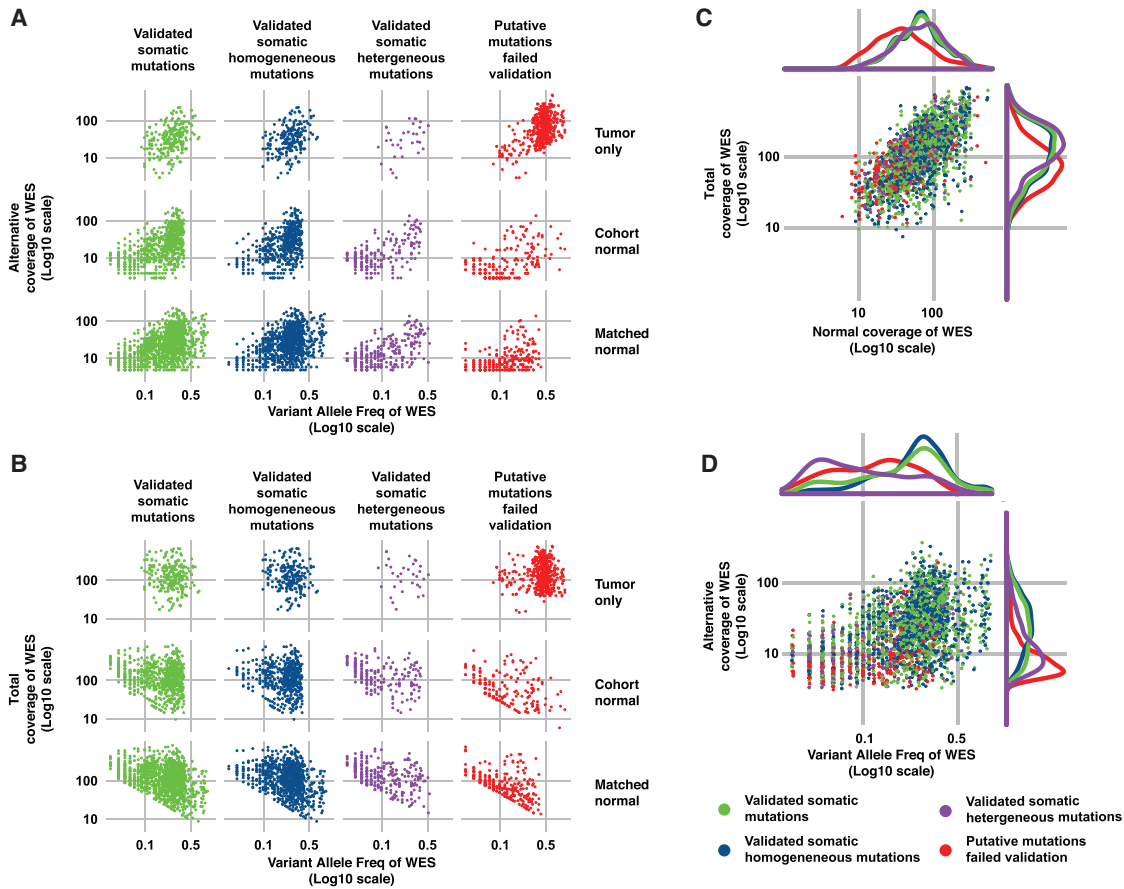 A
Validated
somatic
mutations
Validated
somatic
homogeneneous
mutations
Validated
somatic
hetergeneous
mutations
Putative
mutations
failed
validation
Alternative
coverage of WES
(Log10 scale)
100
10
Tumor
only
100
10
Cohort
normal
100
10
Matched
normal
0.1 0.5 0.1 0.5 0.1 0.5 0.1 0.5
Variant Allele Freq of WES
(Log10 scale)
B
Validated
somatic
mutations
Validated
somatic
homogeneneous
mutations
Validated
somatic
hetergeneous
mutations
Putative
mutations
failed
validation
Total
coverage of WES
(Log10 scale)
100
10
Tumor
only
100
10
Cohort
normal
100
10
Matched
normal
0.1 0.5 0.1 0.5 0.1 0.5 0.1 0.5
Variant Allele Freq of WES
(Log10 scale)
C
Total
coverage of WES
(Log10 scale)
100
10
10 100
Normal coverage of WES
(Log10 scale)
D
Alternative
coverage of WES
(Log10 scale)
100
10
0.1 0.5
Variant Allele Freq of WES
(Log10 scale)
Validated somatic
mutations
Validated somatic
homogeneneous mutations
Validated somatic
hetergeneous mutations
Putative mutations
failed validation